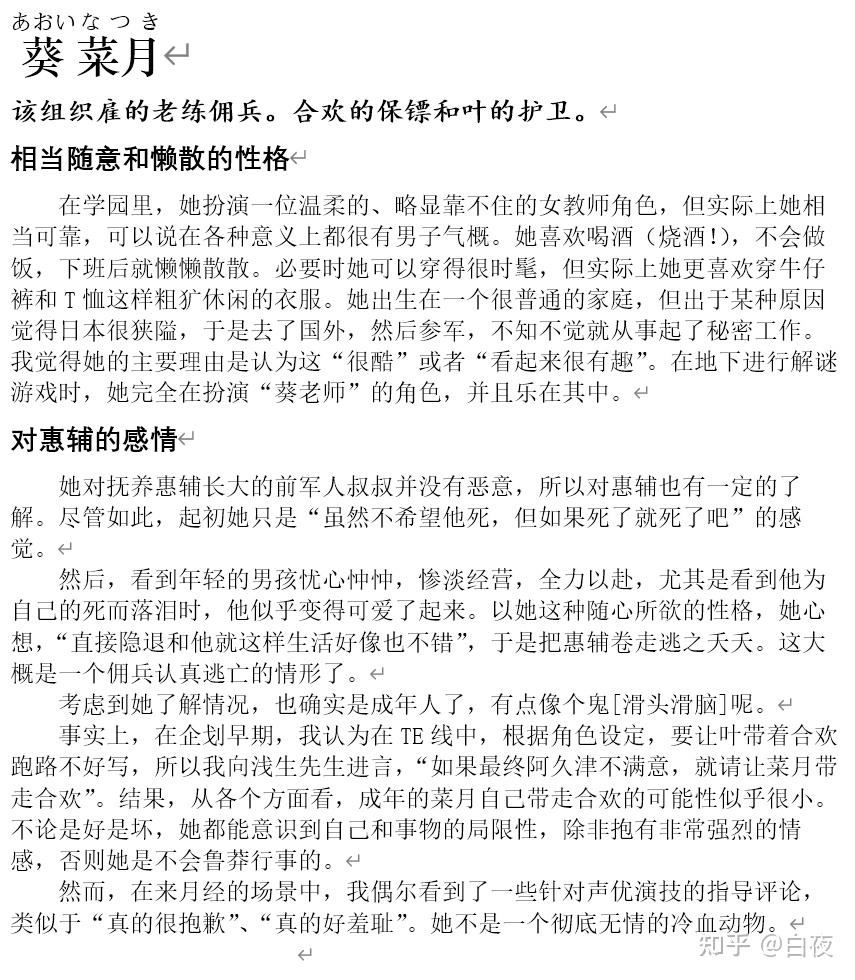 あおいなつき
葵 菜月↵
该组织雇的老练佣兵。合欢的保镖和叶的护卫。↵
相当随意和懒散的性格↵
在学园里，她扮演一位温柔的、略显靠不住的女教师角色，但实际上她相
当可靠，可以说在各种意义上都很有男子气概。她喜欢喝酒（烧酒！），不会做
饭，下班后就懒懒散散。必要时她可以穿得很时髦，但实际上她更喜欢穿牛仔
裤和 T 恤这样粗犷休闲的衣服。她出生在一个很普通的家庭，但出于某种原因
觉得日本很狭隘，于是去了国外，然后参军，不知不觉就从事起了秘密工作。
我觉得她的主要理由是认为这“很酷”或者“看起来很有趣”。在地下进行解谜
游戏时，她完全在扮演“葵老师”的角色，并且乐在其中。↵
对惠辅的感情↵
她对抚养惠辅长大的前军人叔叔并没有恶意，所以对惠辅也有一定的了
解。尽管如此，起初她只是“虽然不希望他死，但如果死了就死了吧”的感
觉。↵
然后，看到年轻的男孩忧心忡忡，惨淡经营，全力以赴，尤其是看到他为
自己的死而落泪时，他似乎变得可爱了起来。以她这种随心所欲的性格，她心
想，“直接隐退和他就这样生活好像也不错”，于是把惠辅卷走逃之夭夭。这大
概是一个佣兵认真逃亡的情形了。↵
考虑到她了解情况，也确实是成年人了，有点像个鬼[滑头滑脑]呢。↵
事实上，在企划早期，我认为在 TE 线中，根据角色设定，要让叶带着合欢
跑路不好写，所以我向浅生先生进言，“如果最终阿久津不满意，就请让菜月带
走合欢”。结果，从各个方面看，成年的菜月自己带走合欢的可能性似乎很小。
不论是好是坏，她都能意识到自己和事物的局限性，除非抱有非常强烈的情
感，否则她是不会鲁莽行事的。↵
然而，在来月经的场景中，我偶尔看到了一些针对声优演技的指导评论，
类似于“真的很抱歉”、“真的好羞耻”。她不是一个彻底无情的冷血动物。↵
↵
知乎 @白夜